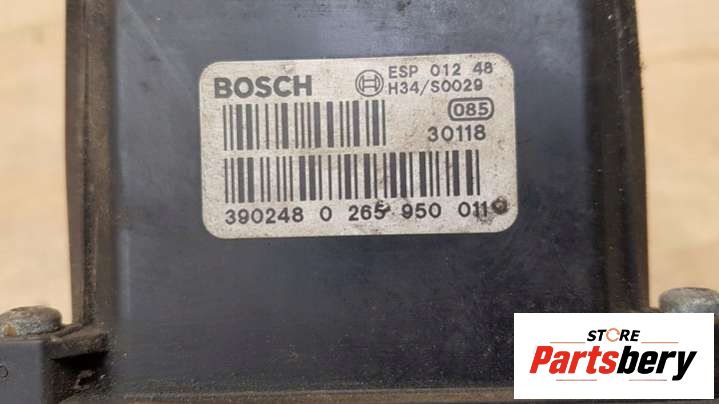 BOSCH ESP 012 48
H34/S0029
085
30118
390248 0 265 950 011
STORE
Partsbery